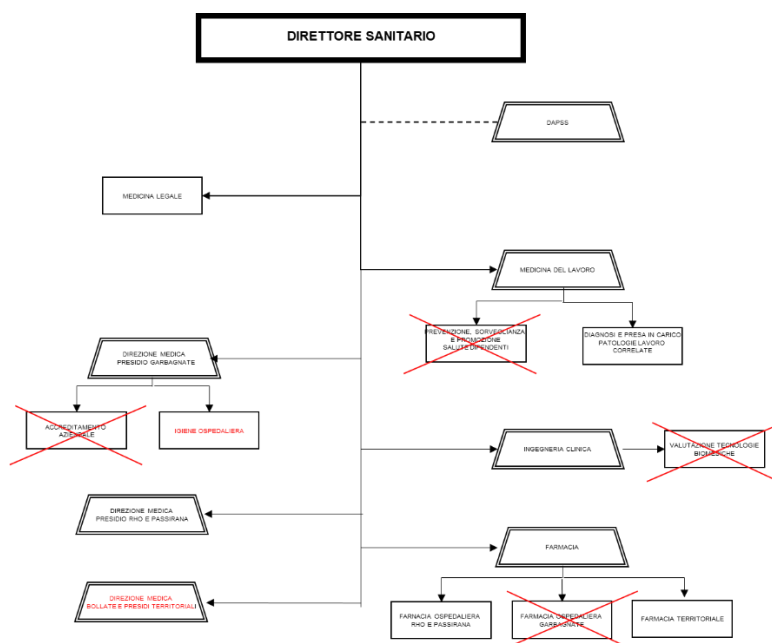 DIRETTORE SANITARIO
DAPSS
MEDICINA LEGALE
MEDICINA DEL LAVORO
PREVENZIONE, SORVEGLIANZA
E PROMOZIONE
SALUTE DIPENDENTI
DIAGNOSI E PRESA IN CARICO
PATOLOGIE LAVORO
CORRELATE
DIREZIONE MEDICA
PRESIDIO GARBAGNATE
ACCREDITAMENTO
AZIENDALE
IGIENE OSPEDALIERA
INGEGNERIA CLINICA
VALUTAZIONE TECNOLOGIE
BIOMEDICHE
DIREZIONE MEDICA
PRESIDIO RHO E PASSIRANA
FARMACIA
DIREZIONE MEDICA
BOLLATE E PRESIDI TERRITORIALI
FARNACIA OSPEDALIERA
RHO E PASSIRANA
FARMACIA OSPEDALIERA
GARBAGNATE
FARMACIA TERRITORIALE